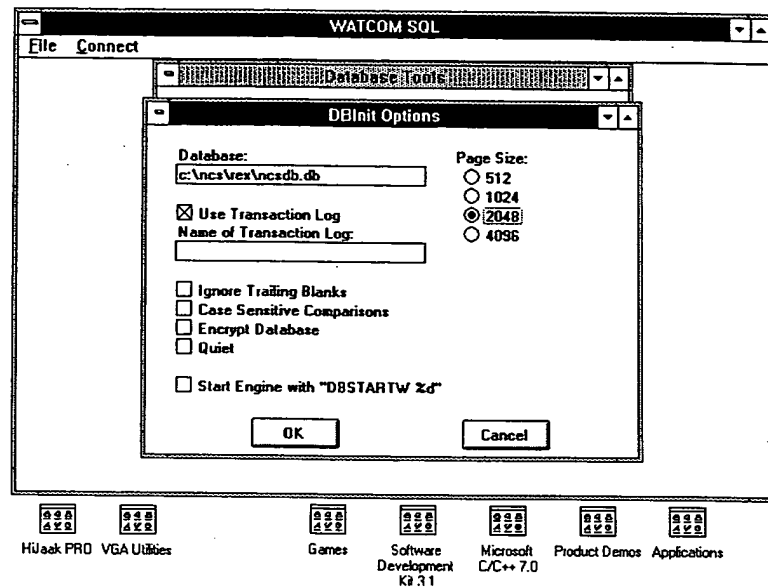 WATCOM SQL
File Connect
Database Tools
DBInit Options
Database:
c:\ncs\rex\ncsdb.db
Use Transaction Log
Name of Transaction Log:
Page Size:
512
1024
2048
4096
Ignore Trailing Blanks
Case Sensitive Comparisons
Encrypt Database
Quiet
Start Engine with "DBSTARTW %d"
OK Cancel
HiJaak PRO
VGA Utilities
Games
Software
Development
Kit 3.1
Microsoft
C/C++ 7.0
Product Demos
Applications